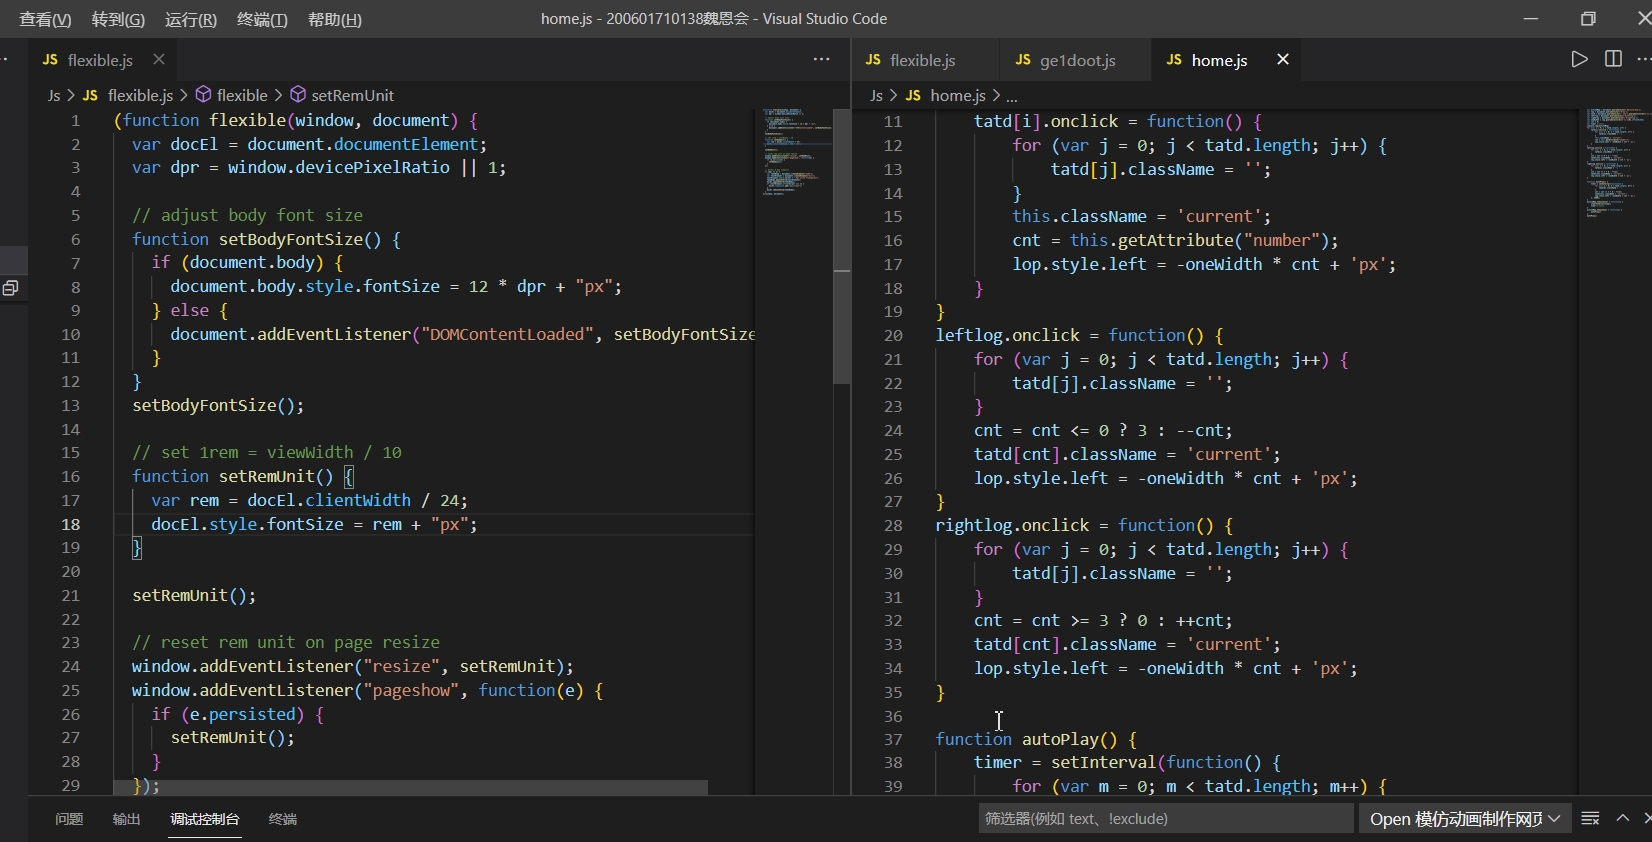 查看(V) 转到(G) 运行(R) 终端(T) 帮助(H) home.js - 200601710138魏恩会 - Visual Studio Code
JS flexible.js
Js > JS flexible.js > flexible > setRemUnit
1 (function flexible(window, document) {
2 var docEl = document.documentElement;
3 var dpr = window.devicePixelRatio || 1;
4
5 // adjust body font size
6 function setBodyFontSize() {
7 if (document.body) {
8 document.body.style.fontSize = 12 * dpr + "px";
9 } else {
10 document.addEventListener("DOMContentLoaded", setBodyFontSize
11 }
12 }
13 setBodyFontSize();
14
15 // set 1rem = viewWidth / 10
16 function setRemUnit() {
17 var rem = docEl.clientWidth / 24;
18 docEl.style.fontSize = rem + "px";
19 }
20
21 setRemUnit();
22
23 // reset rem unit on page resize
24 window.addEventListener("resize", setRemUnit);
25 window.addEventListener("pageshow", function(e) {
26 if (e.persisted) {
27 setRemUnit();
28 }
29 });
JS flexible.js JS ge1doot.js JS home.js
Js > JS home.js > ...
11 tatd[i].onclick = function() {
12 for (var j = 0; j < tatd.length; j++) {
13 tatd[j].className = '';
14 }
15 this.className = 'current';
16 cnt = this.getAttribute("number");
17 lop.style.left = -oneWidth * cnt + 'px';
18 }
19 }
20 leftlog.onclick = function() {
21 for (var j = 0; j < tatd.length; j++) {
22 tatd[j].className = '';
23 }
24 cnt = cnt <= 0 ? 3 : --cnt;
25 tatd[cnt].className = 'current';
26 lop.style.left = -oneWidth * cnt + 'px';
27 }
28 rightlog.onclick = function() {
29 for (var j = 0; j < tatd.length; j++) {
30 tatd[j].className = '';
31 }
32 cnt = cnt >= 3 ? 0 : ++cnt;
33 tatd[cnt].className = 'current';
34 lop.style.left = -oneWidth * cnt + 'px';
35 }
36
37 function autoPlay() {
38 timer = setInterval(function() {
39 for (var m = 0; m < tatd.length; m++) {
问题 输出 调试控制台 终端 筛选器(例如 text、!exclude) Open 模仿动画制作网页